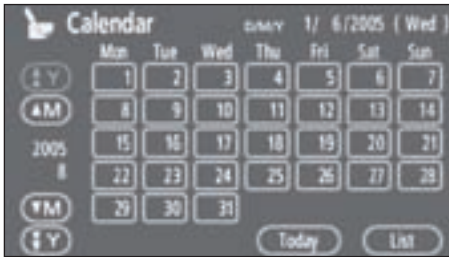 Calendar D/M/Y 1/ 6/2005 ( Wed )
Mon Tue Wed Thu Fri Sat Sun
Y 1 2 3 4 5 6 7
▲M 8 9 10 11 12 13 14
2005 15 16 17 18 19 20 21
8 22 23 24 25 26 27 28
▼M 29 30 31
Y Today List